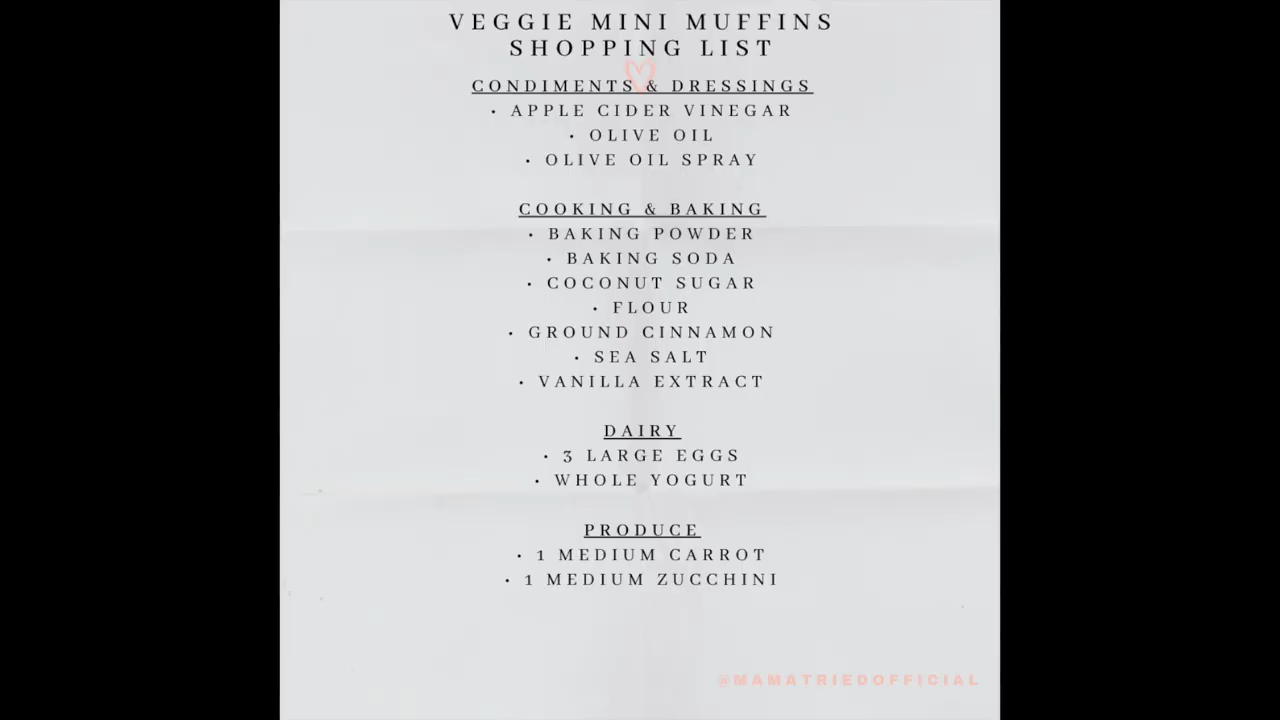 VEGGIE MINI MUFFINS
SHOPPING LIST
CONDIMENTS & DRESSINGS
• APPLE CIDER VINEGAR
• OLIVE OIL
• OLIVE OIL SPRAY
COOKING & BAKING
• BAKING POWDER
• BAKING SODA
• COCONUT SUGAR
• FLOUR
• GROUND CINNAMON
• SEA SALT
• VANILLA EXTRACT
DAIRY
• 3 LARGE EGGS
• WHOLE YOGURT
PRODUCE
• 1 MEDIUM CARROT
• 1 MEDIUM ZUCCHINI
@MAMATRIEDOFFICIAL